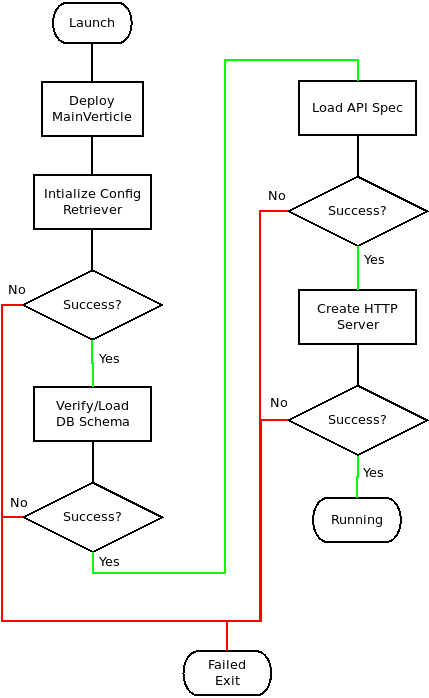 Launch
Deploy
MainVerticle
Intialize Config
Retriever
Success?
No
Yes
Verify/Load
DB Schema
Success?
No
Yes
Load API Spec
Success?
No
Yes
Create HTTP
Server
Success?
No
Yes
Running
Failed
Exit